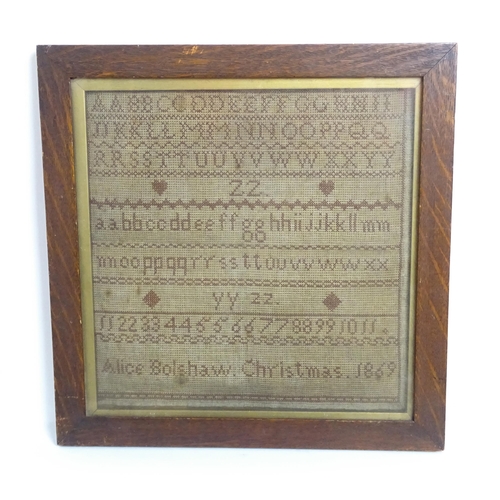 AABBCCDDEEFFGGHHII
JJKKLLMMNNOOPPQQ
RRSSTTUUVVWWXXYY
ZZ.
aabbccddeeffgghhiijjkkllmm
nnooppqqrrssttuuvvwwxx
yy zz.
1122334455667788991011.
Alice Bolshaw. Christmas. 1869